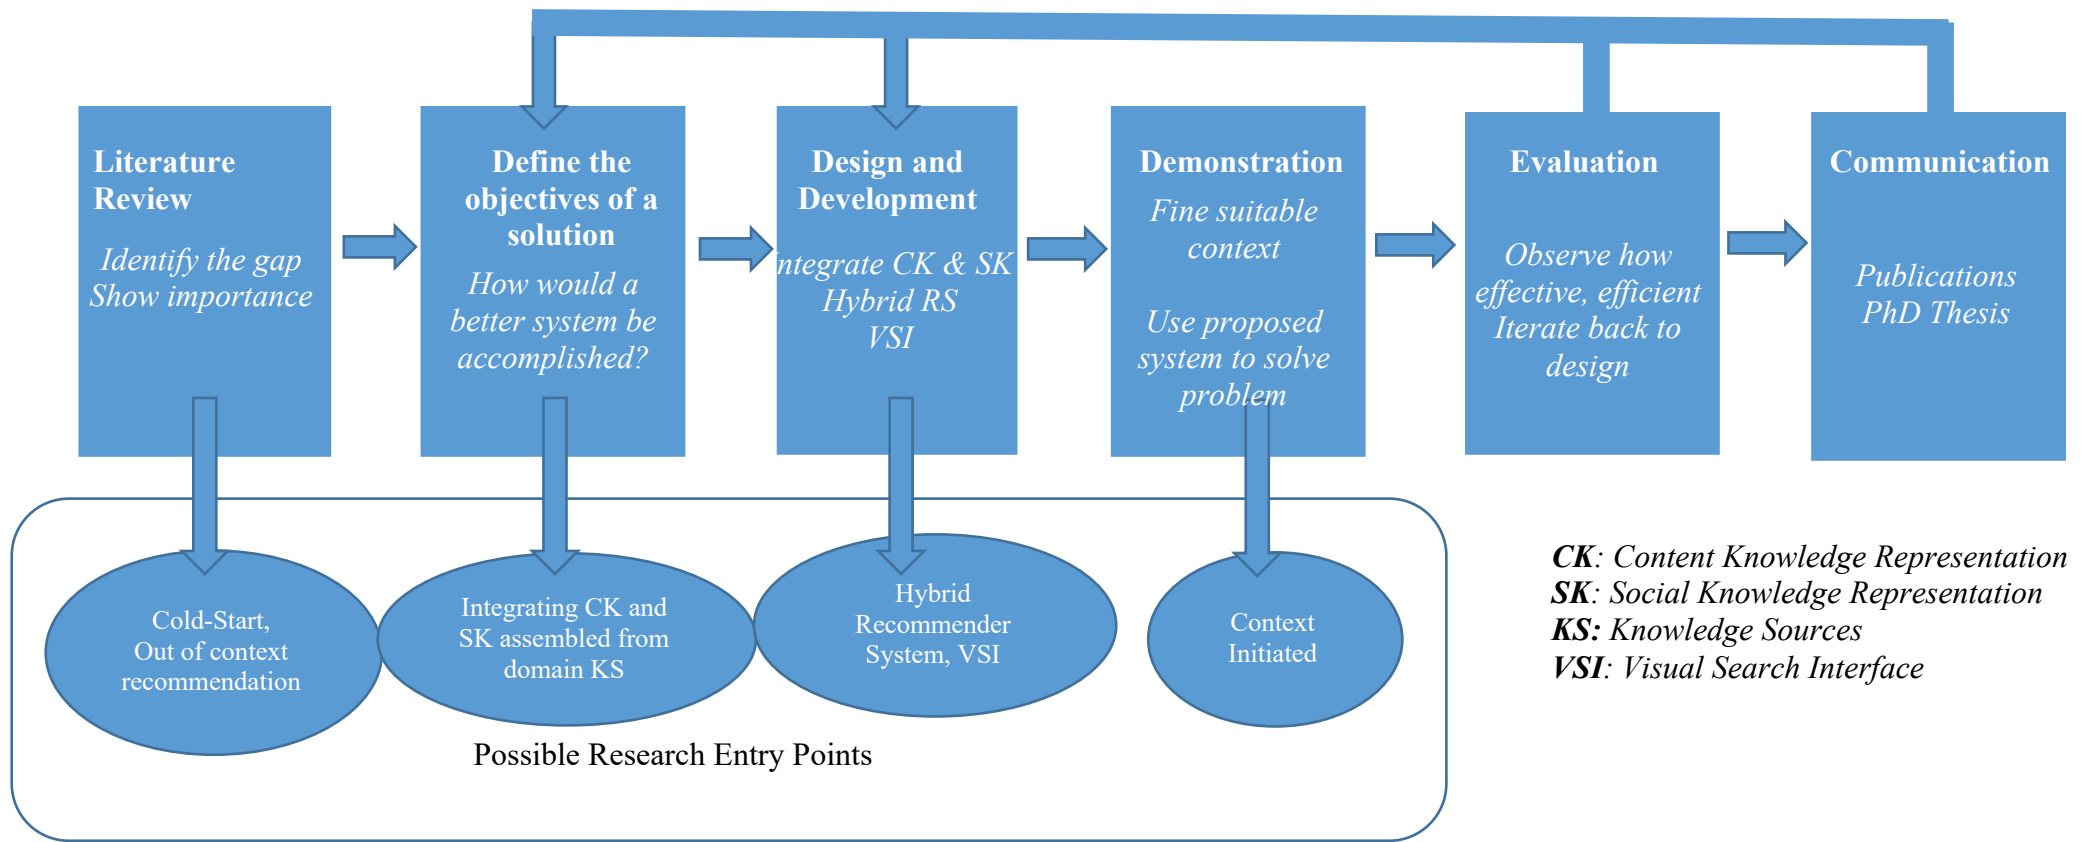 Literature
Review
Identify the gap
Show importance
Define the
objectives of a
solution
How would a
better system be
accomplished?
Design and
Development
Integrate CK & SK
Hybrid RS
VSI
Demonstration
Fine suitable
context
Use proposed
system to solve
problem
Evaluation
Observe how
effective, efficient
Iterate back to
design
Communication
Publications
PhD Thesis
Cold-Start,
Out of context
recommendation
Integrating CK and
SK assembled from
domain KS
Hybrid
Recommender
System, VSI
Context
Initiated
Possible Research Entry Points
CK: Content Knowledge Representation
SK: Social Knowledge Representation
KS: Knowledge Sources
VSI: Visual Search Interface